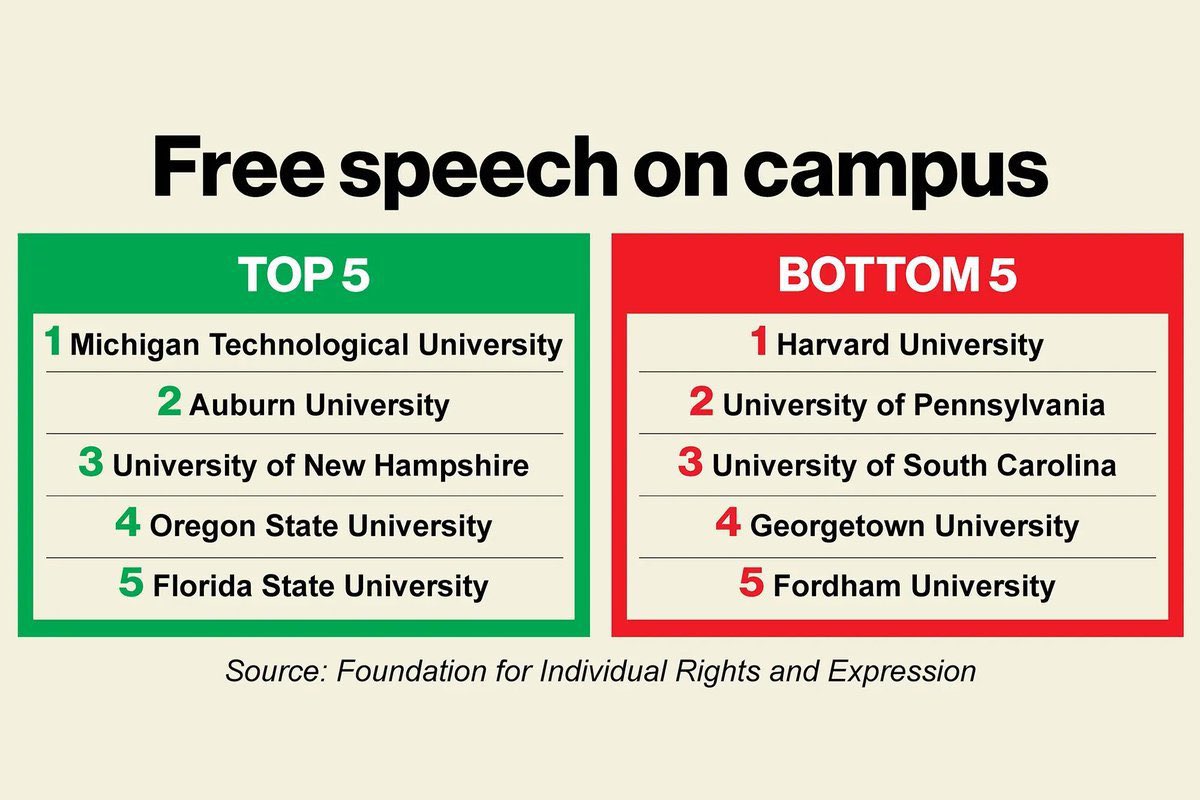 Free speech on campus
TOP 5
1 Michigan Technological University
2 Auburn University
3 University of New Hampshire
4 Oregon State University
5 Florida State University
BOTTOM 5
1 Harvard University
2 University of Pennsylvania
3 University of South Carolina
4 Georgetown University
5 Fordham University
Source: Foundation for Individual Rights and Expression